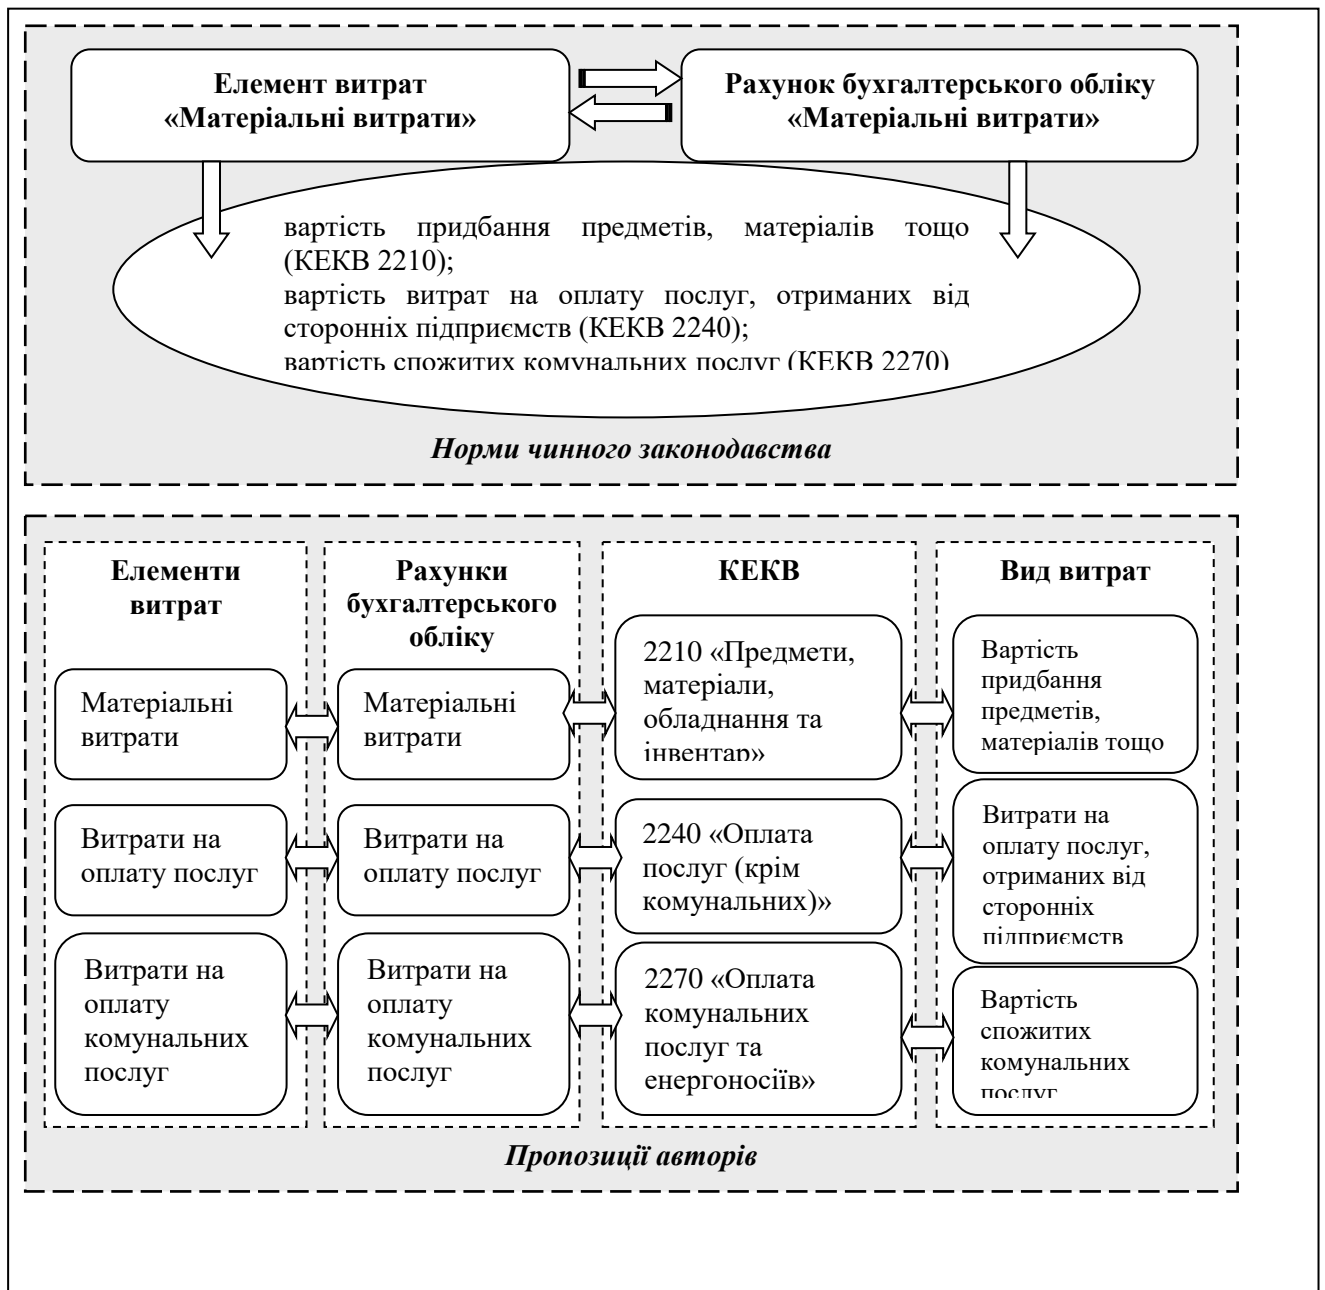 Елемент витрат
«Матеріальні витрати»
Рахунок бухгалтерського обліку
«Матеріальні витрати»
вартість придбання предметів, матеріалів тощо
(КЕКВ 2210);
вартість витрат на оплату послуг, отриманих від
сторонніх підприємств (КЕКВ 2240);
вартість спожитих комунальних послуг (КЕКВ 2270)
Норми чинного законодавства
Елементи
витрат
Матеріальні
витрати
Витрати на
оплату послуг
Витрати на
оплату
комунальних
послуг
Рахунки
бухгалтерського
обліку
Матеріальні
витрати
Витрати на
оплату послуг
Витрати на
оплату
комунальних
послуг
КЕКВ
2210 «Предмети,
матеріали,
обладнання та
інвентар»
2240 «Оплата
послуг (крім
комунальних)»
2270 «Оплата
комунальних
послуг та
енергоносіїв»
Вид витрат
Вартість
придбання
предметів,
матеріалів тощо
Витрати на
оплату послуг,
отриманих від
сторонніх
підприємств
Вартість
спожитих
комунальних
послуг
Пропозиції авторів